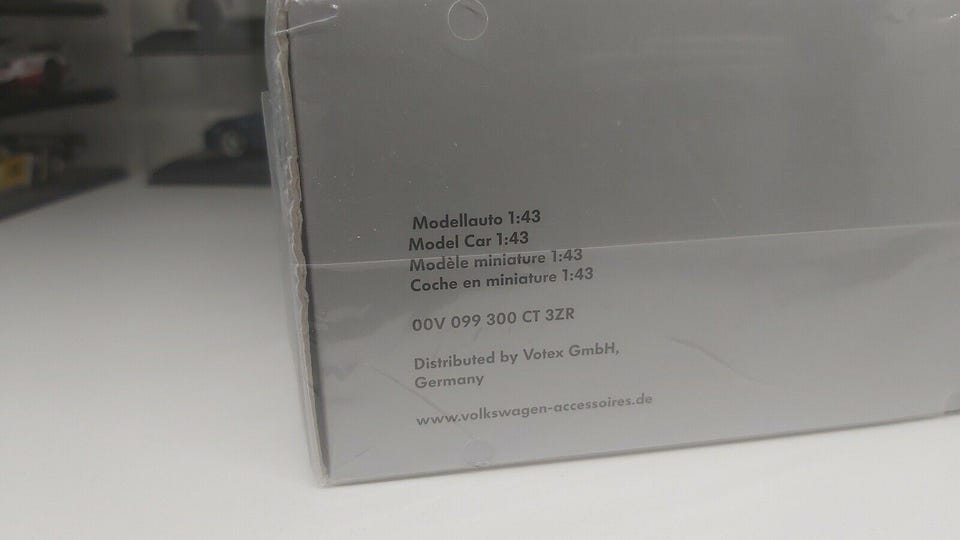 Modellauto 1:43
Model Car 1:43
Modèle miniature 1:43
Coche en miniature 1:43
00V 099 300 CT 3ZR
Distributed by Votex GmbH,
Germany
www.volkswagen-accessoires.de